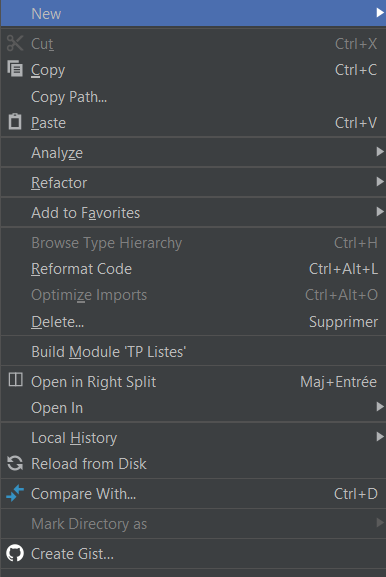 New
Cut Ctrl+X
Copy Ctrl+C
Copy Path...
Paste Ctrl+V
Analyze
Refactor
Add to Favorites
Browse Type Hierarchy Ctrl+H
Reformat Code Ctrl+Alt+L
Optimize Imports Ctrl+Alt+O
Delete... Supprimer
Build Module 'TP Listes'
Open in Right Split Maj+Entrée
Open In
Local History
Reload from Disk
Compare With... Ctrl+D
Mark Directory as
Create Gist...